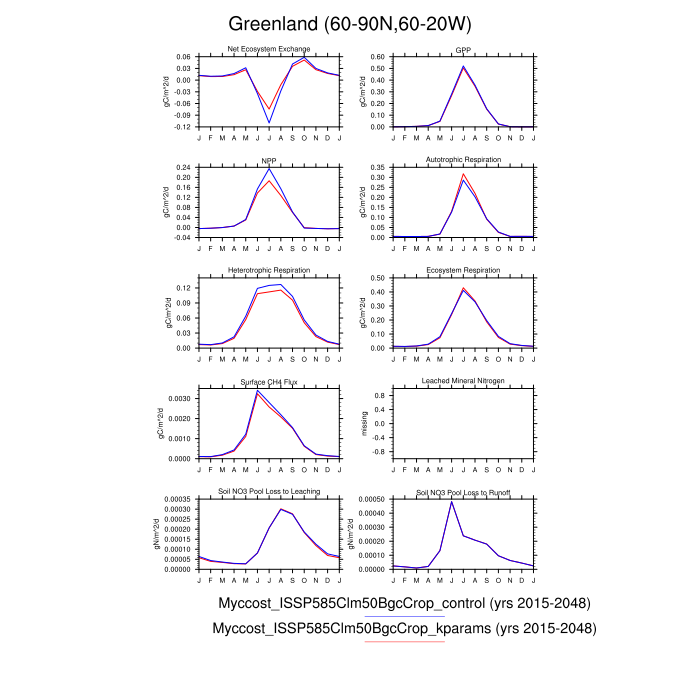 Greenland (60-90N,60-20W)
Net Ecosystem Exchange
gC/m^2/d
0.06
0.03
0.00
-0.03
-0.06
-0.09
-0.12
J F M A M J J A S O N D J
GPP
gC/m^2/d
0.60
0.50
0.40
0.30
0.20
0.10
0.00
J F M A M J J A S O N D J
NPP
gC/m^2/d
0.24
0.20
0.16
0.12
0.08
0.04
0.00
-0.04
J F M A M J J A S O N D J
Autotrophic Respiration
gC/m^2/d
0.35
0.30
0.25
0.20
0.15
0.10
0.05
0.00
J F M A M J J A S O N D J
Heterotrophic Respiration
gC/m^2/d
0.12
0.09
0.06
0.03
0.00
J F M A M J J A S O N D J
Ecosystem Respiration
gC/m^2/d
0.50
0.40
0.30
0.20
0.10
0.00
J F M A M J J A S O N D J
Surface CH4 Flux
gC/m^2/d
0.0030
0.0020
0.0010
0.0000
J F M A M J J A S O N D J
Leached Mineral Nitrogen
missing
0.8
0.4
-0.0
-0.4
-0.8
J F M A M J J A S O N D J
Soil NO3 Pool Loss to Leaching
gN/m^2/d
0.00035
0.00030
0.00025
0.00020
0.00015
0.00010
0.00005
0.00000
J F M A M J J A S O N D J
Soil NO3 Pool Loss to Runoff
gN/m^2/d
0.00050
0.00040
0.00030
0.00020
0.00010
0.00000
J F M A M J J A S O N D J
Myccost_ISSP585Clm50BgcCrop_control (yrs 2015-2048)
Myccost_ISSP585Clm50BgcCrop_kparams (yrs 2015-2048)